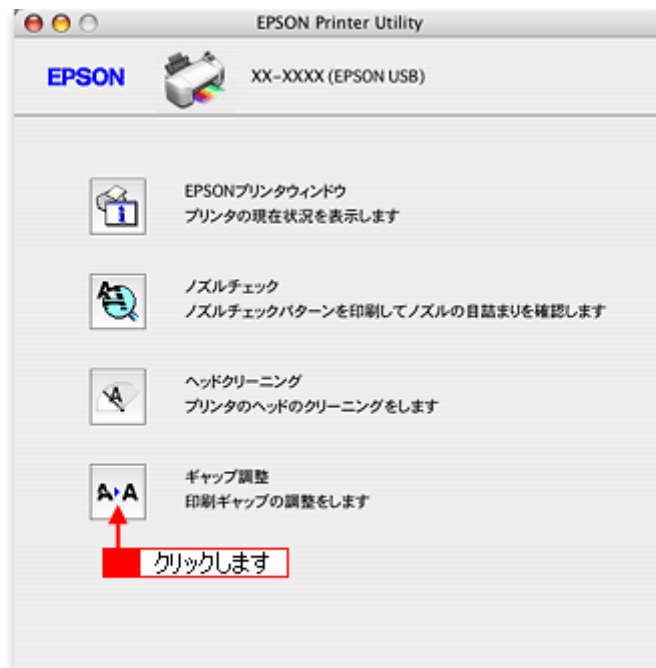 EPSON Printer Utility
EPSON
XX-XXXX (EPSON USB)
EPSONプリンタウィンドウ
プリンタの現在状況を表示します
ノズルチェック
ノズルチェックパターンを印刷してノズルの目詰まりを確認します
ヘッドクリーニング
プリンタのヘッドのクリーニングをします
ギャップ調整
印刷ギャップの調整をします
A A
クリックします